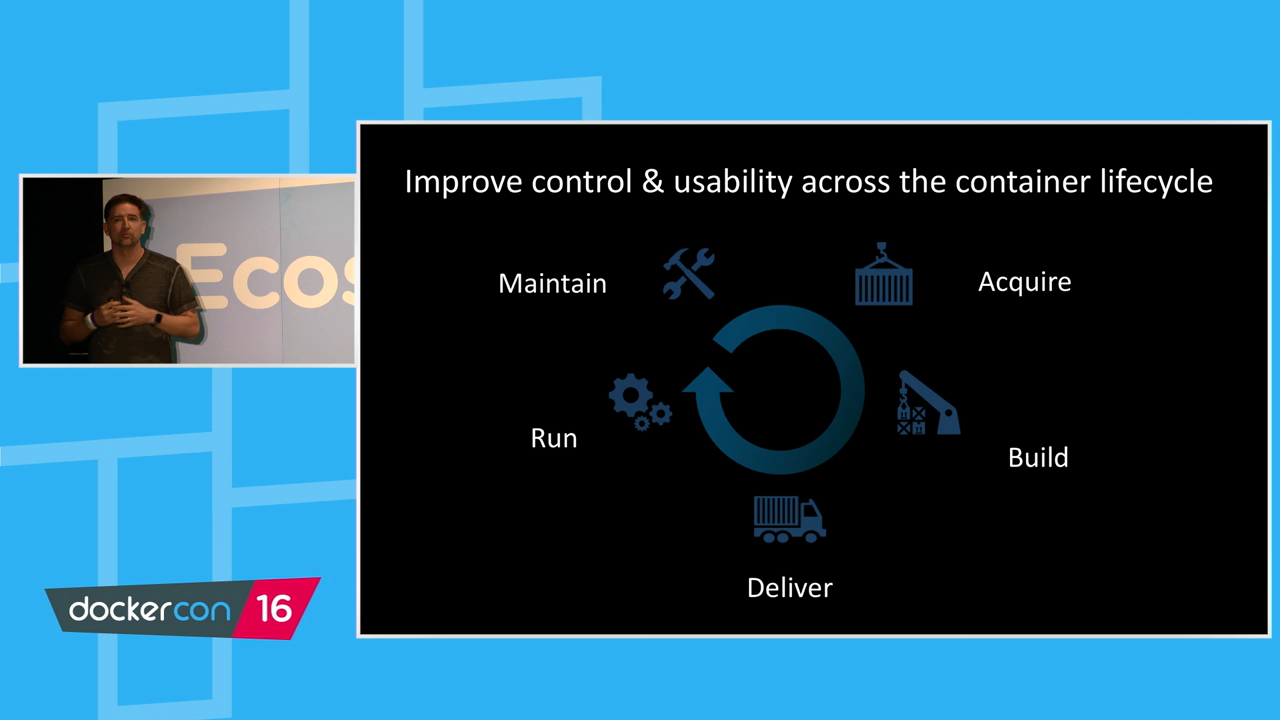 Improve control & usability across the container lifecycle
Maintain
Acquire
EcoS
Run
Build
Deliver
dockercon 16